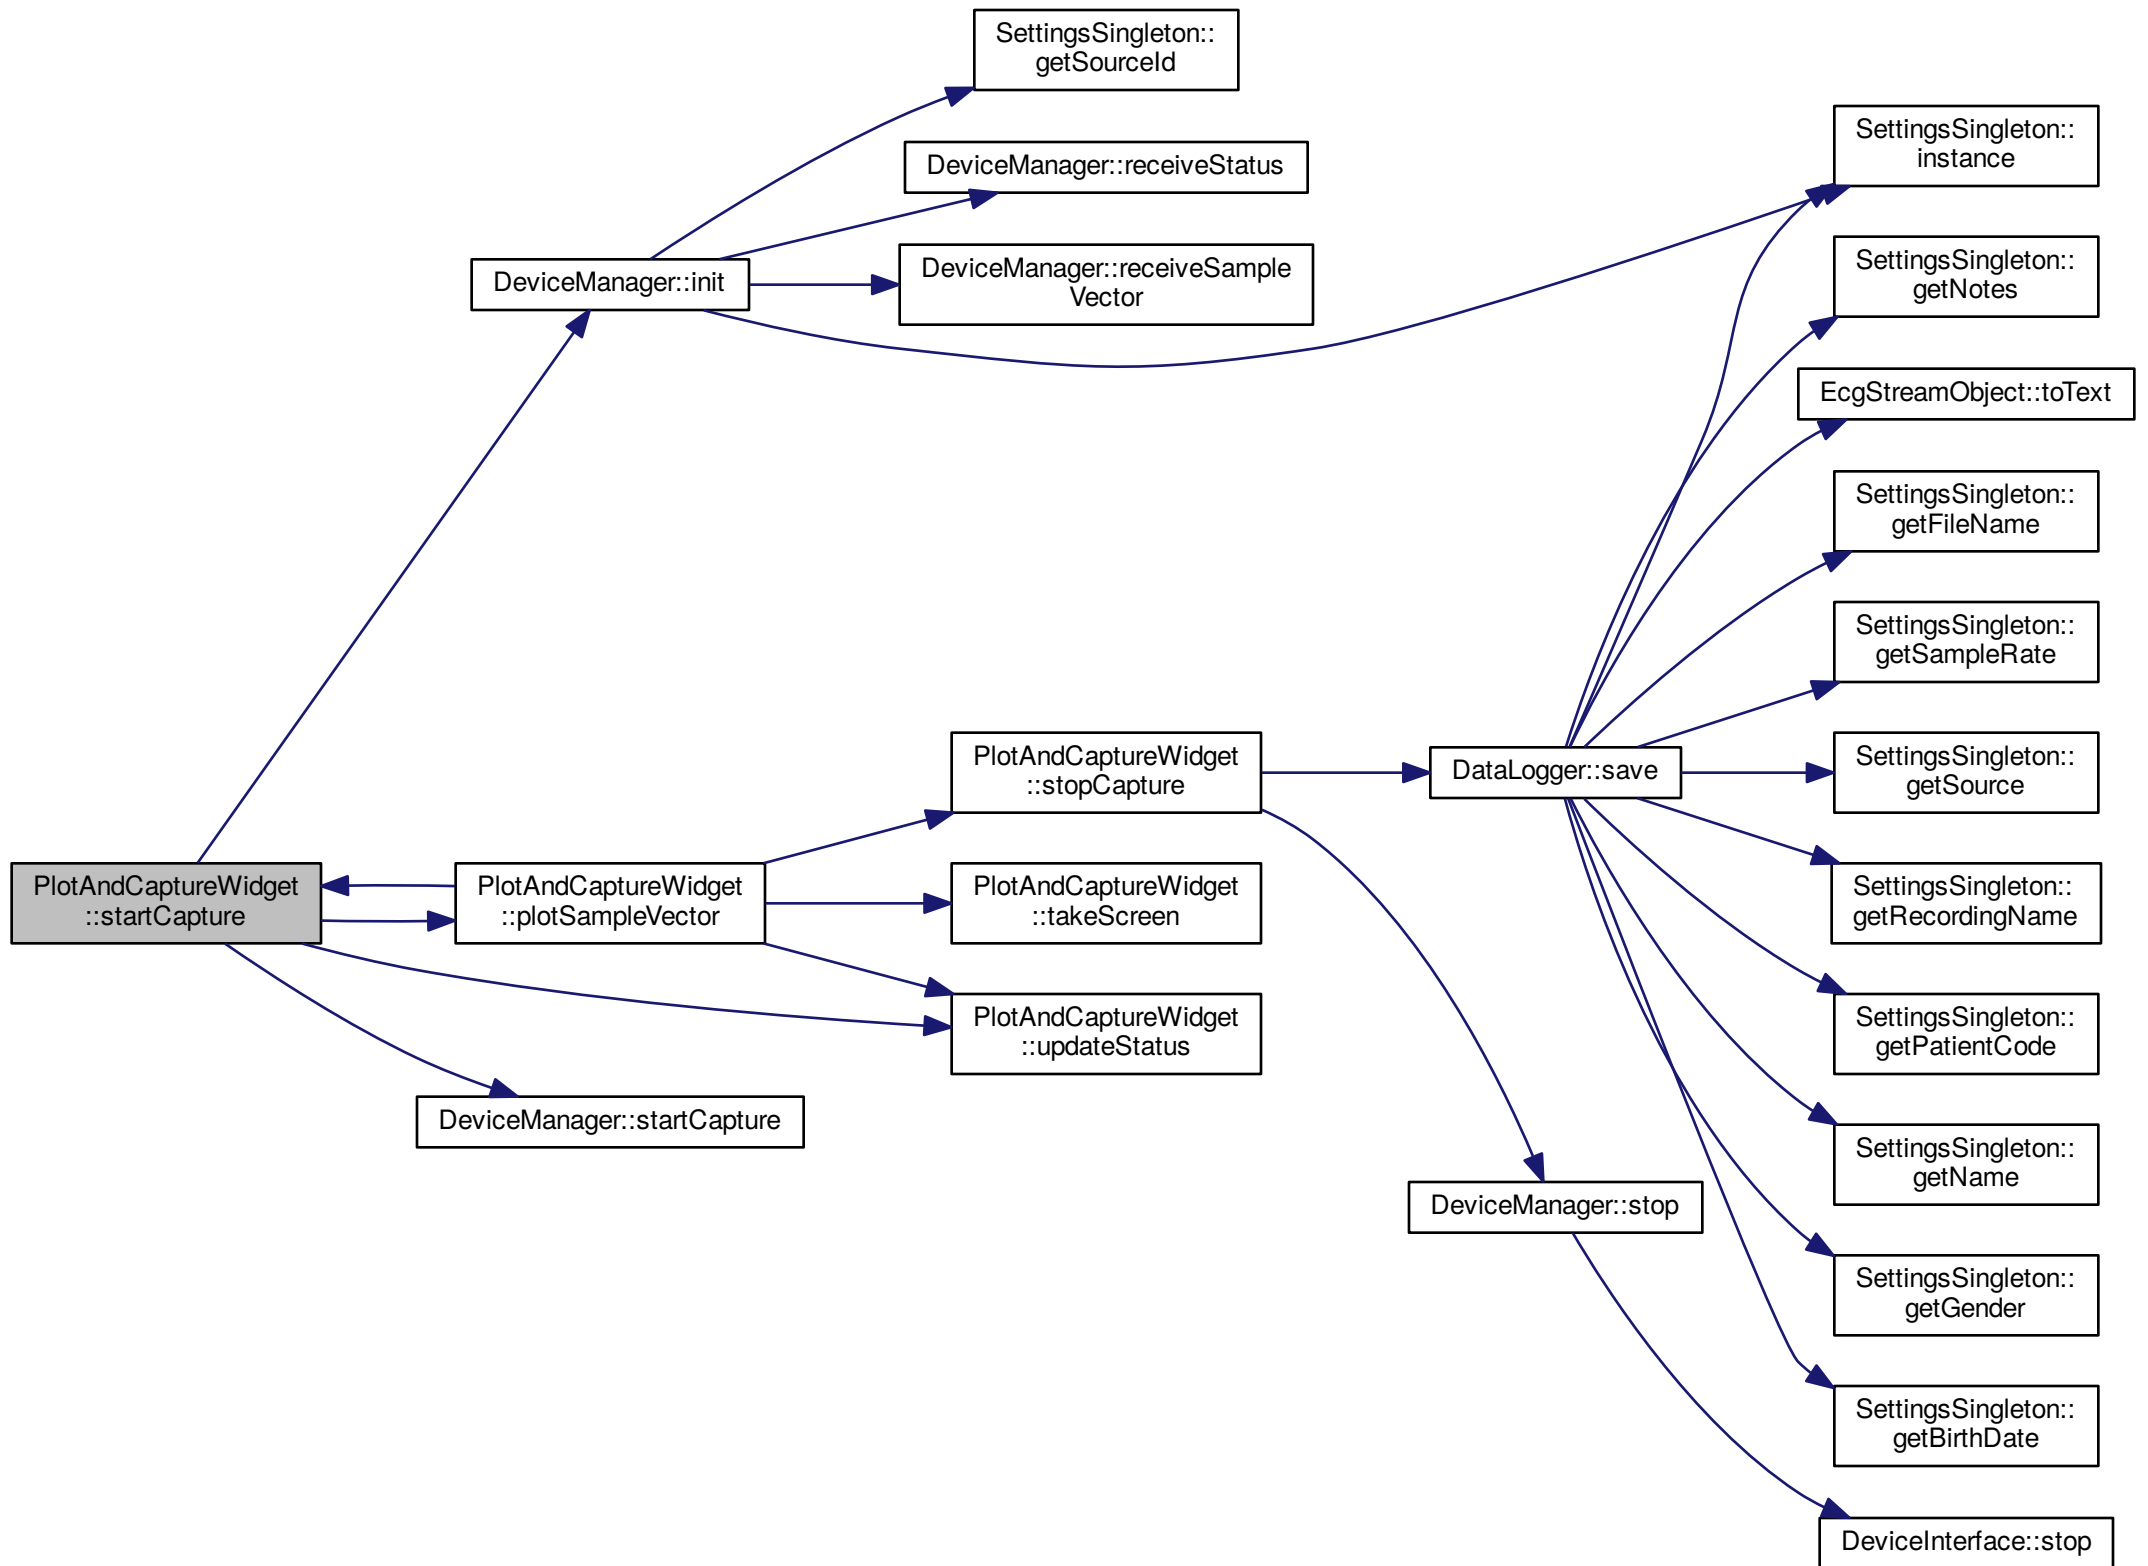 SettingsSingleton::
getSourceId
DeviceManager::receiveStatus
DeviceManager::init
DeviceManager::receiveSample
Vector
SettingsSingleton::
instance
SettingsSingleton::
getNotes
EcgStreamObject::toText
SettingsSingleton::
getFileName
SettingsSingleton::
getSampleRate
PlotAndCaptureWidget
::stopCapture
DataLogger::save
SettingsSingleton::
getSource
PlotAndCaptureWidget
::startCapture
PlotAndCaptureWidget
::plotSampleVector
PlotAndCaptureWidget
::takeScreen
SettingsSingleton::
getRecordingName
PlotAndCaptureWidget
::updateStatus
SettingsSingleton::
getPatientCode
DeviceManager::startCapture
SettingsSingleton::
getName
DeviceManager::stop
SettingsSingleton::
getGender
SettingsSingleton::
getBirthDate
DeviceInterface::stop